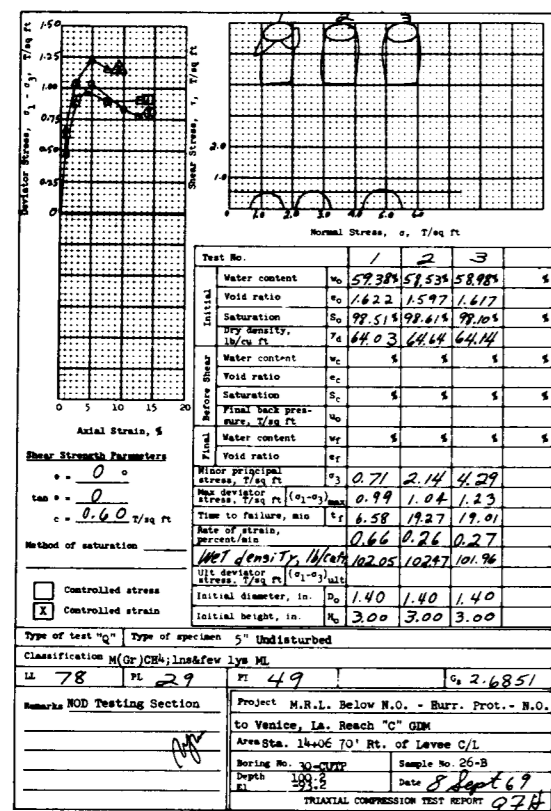 1 2 3
Deviator Stress, σ₁ - σ₃, T/sq ft
1.50
1.25
1.00
0.75
0.50
0.25
0
0 5 10 15 20
Axial Strain, %
Shear Stress, τ, T/sq ft
2.0
1.0
0
0 1.0 2.0 3.0 4.0 5.0 6.0
Normal Stress, σ, T/sq ft
Shear Strength Parameters
φ = 0 °
tan φ = 0
c = 0.60 T/sq ft
Method of saturation
Controlled stress
X Controlled strain
Test No. 1 2 3
Initial
Water content w₀ 59.38% 58.53% 58.98% %
Void ratio e₀ 1.622 1.597 1.617
Saturation S₀ 98.51% 98.61% 98.10% %
Dry density, lb/cu ft γd 64.03 64.64 64.14
Before Shear
Water content wc % % % %
Void ratio ec
Saturation Sc % % % %
Final back pressure, T/sq ft u₀
Final
Water content wf % % % %
Void ratio ef
Minor principal stress, T/sq ft σ₃ 0.71 2.14 4.29
Max deviator stress, T/sq ft (σ₁-σ₃)max 0.99 1.04 1.23
Time to failure, min tf 6.58 19.27 19.01
Rate of strain, percent/min 0.66 0.26 0.27
Wet density, lb/cuft 102.05 102.47 101.96
Ult deviator stress, T/sq ft (σ₁-σ₃)ult
Initial diameter, in. D₀ 1.40 1.40 1.40
Initial height, in. H₀ 3.00 3.00 3.00
Type of test "Q" Type of specimen 5" Undisturbed
Classification M(Gr)CH4; lns&few lys ML
LL 78 PL 29 PI 49 Gs 2.6851
Remarks NOD Testing Section
Project M.R.L. Below N.O. - Hurr. Prot.- N.O.
to Venice, La. Reach "C" GDM
Area Sta. 14+06 70' Rt. of Levee C/L
Boring No. 30-CUTP Sample No. 26-B
Depth 100.2
El -93.2 Date 8 Sept 69
TRIAXIAL COMPRESSION TEST REPORT